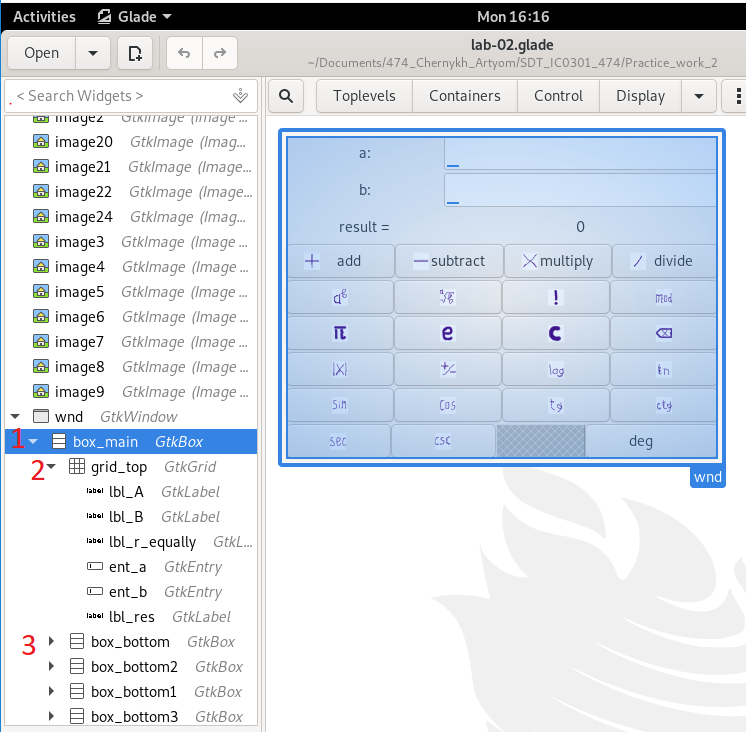 Activities Glade Mon 16:16
Open lab-02.glade
~/Documents/474_Chernykh_Artyom/SDT_IC0301_474/Practice_work_2
< Search Widgets > Toplevels Containers Control Display
image2 GtkImage (Image...
image20 GtkImage (Imag...
image21 GtkImage (Image...
image22 GtkImage (Imag...
image24 GtkImage (Imag...
image3 GtkImage (Image ...
image4 GtkImage (Image...
image5 GtkImage (Image ...
image6 GtkImage (Image ...
image7 GtkImage (Image ...
image8 GtkImage (Image ...
image9 GtkImage (Image ...
wnd GtkWindow
1 box_main GtkBox
2 grid_top GtkGrid
label lbl_A GtkLabel
label lbl_B GtkLabel
label lbl_r_equally GtkL...
ent_a GtkEntry
ent_b GtkEntry
label lbl_res GtkLabel
3 box_bottom GtkBox
box_bottom2 GtkBox
box_bottom1 GtkBox
box_bottom3 GtkBox
a:
b:
result = 0
+ add — subtract × multiply / divide
a^b ! mod
π e c ⌫
|X| +/- log ln
sin cos tg ctg
sec csc deg
wnd